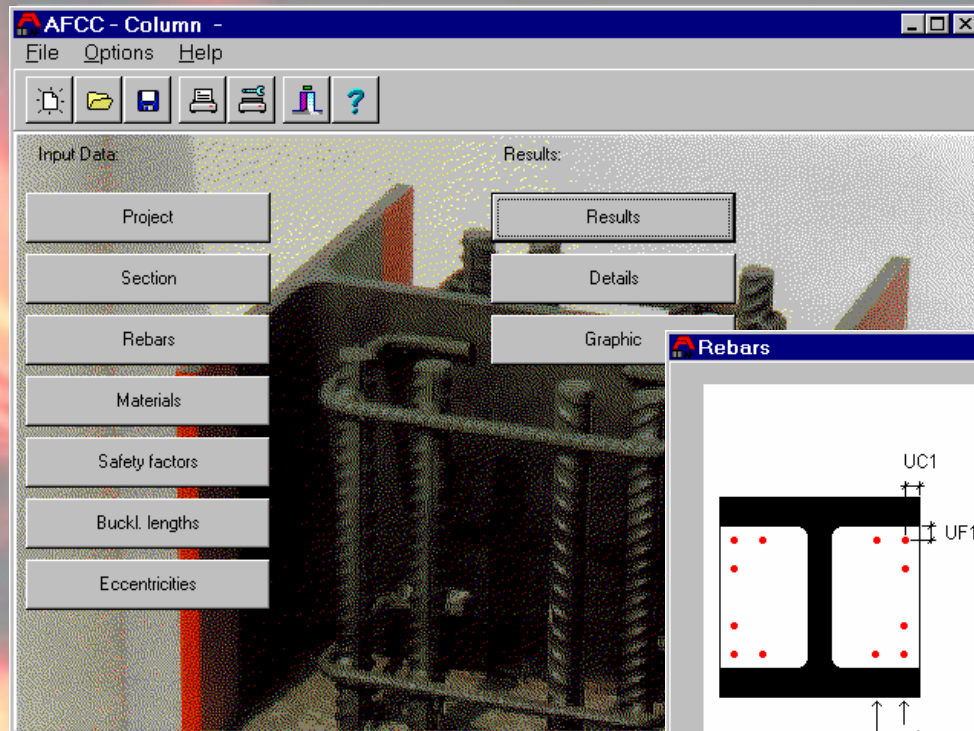 AFCC - Column -
File Options Help
Input Data:
Results:
Project
Results
Section
Details
Rebars
Graphic
Materials
Safety factors
Buckl. lengths
Eccentricities
Rebars
UC1
UF1